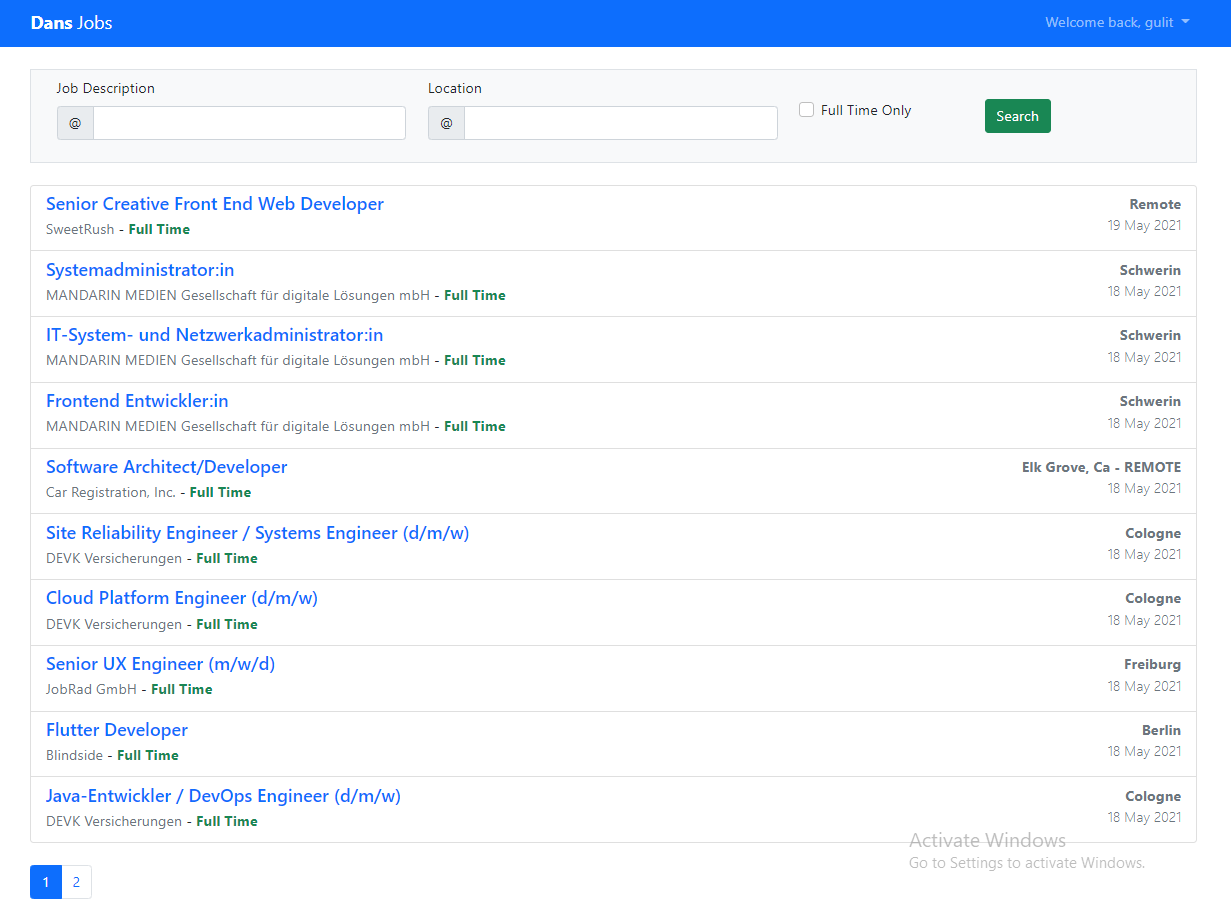 Dans Jobs
Welcome back, gulit
Job Description
Location
@
@
Full Time Only
Search
Senior Creative Front End Web Developer
Remote
SweetRush - Full Time
19 May 2021
Systemadministrator:in
Schwerin
MANDARIN MEDIEN Gesellschaft für digitale Lösungen mbH - Full Time
18 May 2021
IT-System- und Netzwerkadministrator:in
Schwerin
MANDARIN MEDIEN Gesellschaft für digitale Lösungen mbH - Full Time
18 May 2021
Frontend Entwickler:in
Schwerin
MANDARIN MEDIEN Gesellschaft für digitale Lösungen mbH - Full Time
18 May 2021
Software Architect/Developer
Elk Grove, Ca - REMOTE
Car Registration, Inc. - Full Time
18 May 2021
Site Reliability Engineer / Systems Engineer (d/m/w)
Cologne
DEVK Versicherungen - Full Time
18 May 2021
Cloud Platform Engineer (d/m/w)
Cologne
DEVK Versicherungen - Full Time
18 May 2021
Senior UX Engineer (m/w/d)
Freiburg
JobRad GmbH - Full Time
18 May 2021
Flutter Developer
Berlin
Blindside - Full Time
18 May 2021
Java-Entwickler / DevOps Engineer (d/m/w)
Cologne
DEVK Versicherungen - Full Time
18 May 2021
Activate Windows
Go to Settings to activate Windows.
1
2